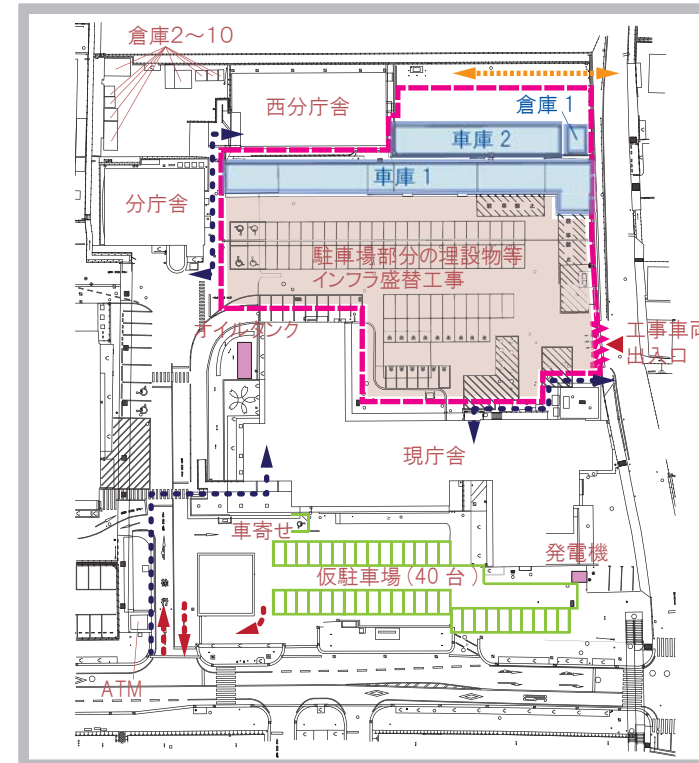 倉庫2〜10
西分庁舎
倉庫 1
車庫 2
車庫 1
分庁舎
駐車場部分の埋設物等
インフラ盛替工事
オイルタンク
工事車両
出入口
現庁舎
車寄せ
発電機
仮駐車場 (40 台 )
ATM